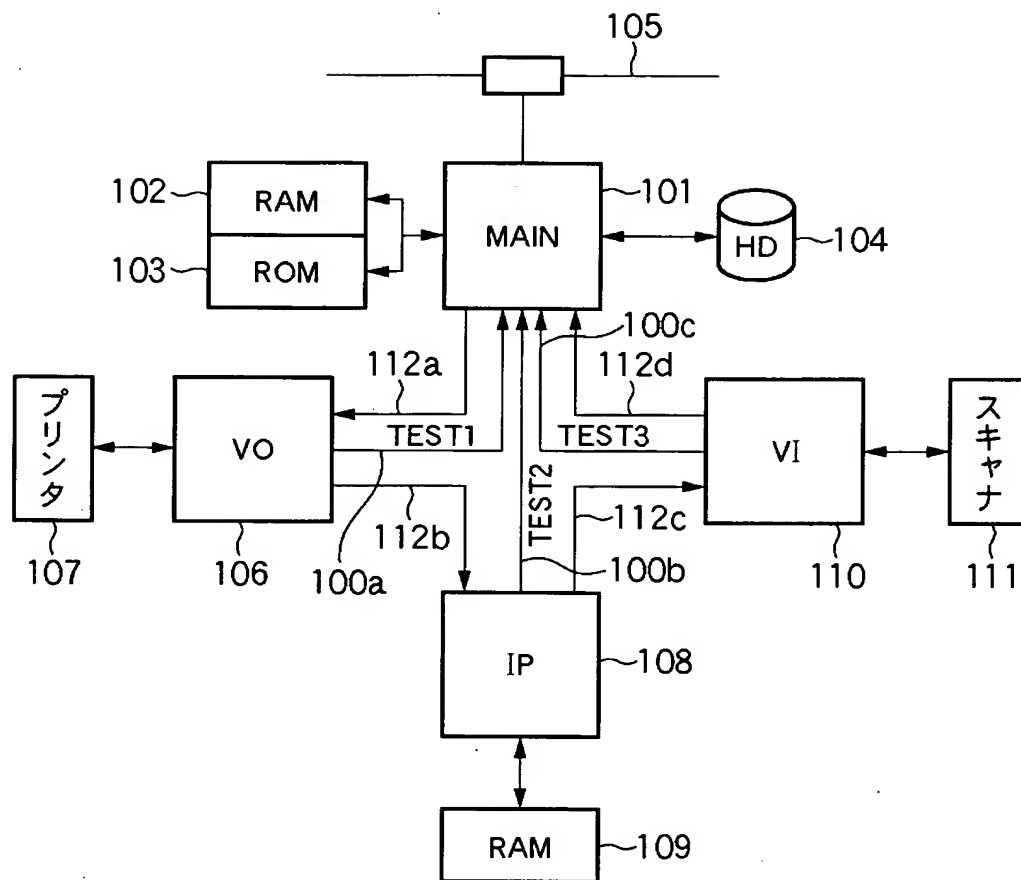 105
102
RAM
101
MAIN
HD
104
103
ROM
100c
112a
112d
プリンタ
VO
TEST1
TEST3
VI
スキャナ
TEST2
112b
112c
107
106
100a
100b
110
111
IP
108
RAM
109